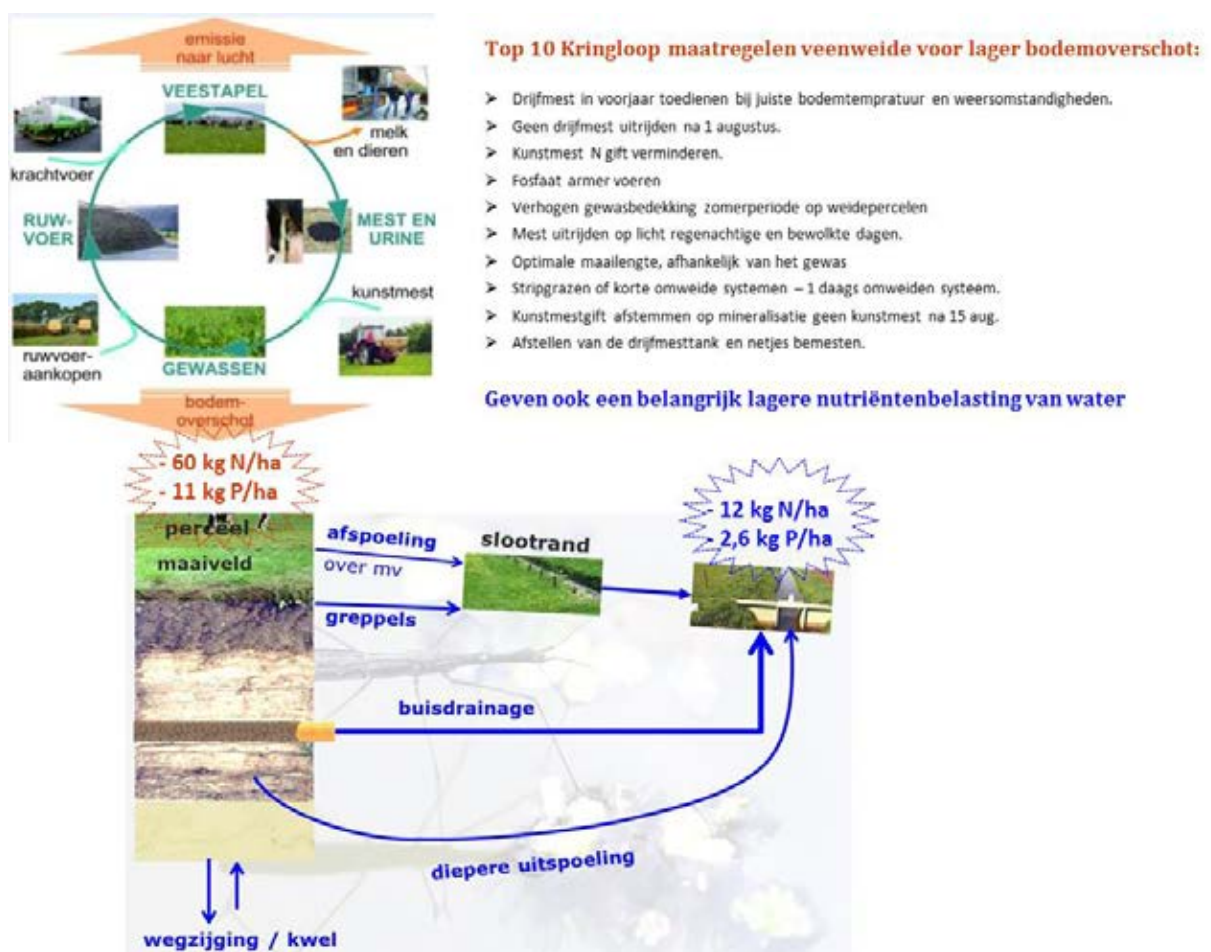 emissie
naar lucht
VEESTAPEL
melk
en dieren
krachtvoer
RUW-
VOER
MEST EN
URINE
kunstmest
ruwvoer-
aankopen
GEWASSEN
bodem-
overschot
Top 10 Kringloop maatregelen veenweide voor lager bodemoverschot:
➢ Drijfmest in voorjaar toedienen bij juiste bodemtempratuur en weersomstandigheden.
➢ Geen drijfmest uitrijden na 1 augustus.
➢ Kunstmest N gift verminderen.
➢ Fosfaat armer voeren
➢ Verhogen gewasbedekking zomerperiode op weidepercelen
➢ Mest uitrijden op licht regenachtige en bewolkte dagen.
➢ Optimale maailengte, afhankelijk van het gewas
➢ Stripgrazen of korte omweide systemen – 1 daags omweiden systeem.
➢ Kunstmestgift afstemmen op mineralisatie geen kunstmest na 15 aug.
➢ Afstellen van de drijfmesttank en netjes bemesten.
Geven ook een belangrijk lagere nutriëntenbelasting van water
- 60 kg N/ha
- 11 kg P/ha
- 12 kg N/ha
- 2,6 kg P/ha
perceel
maaiveld
afspoeling
over mv
greppels
slootrand
buisdrainage
diepere uitspoeling
wegzijging / kwel